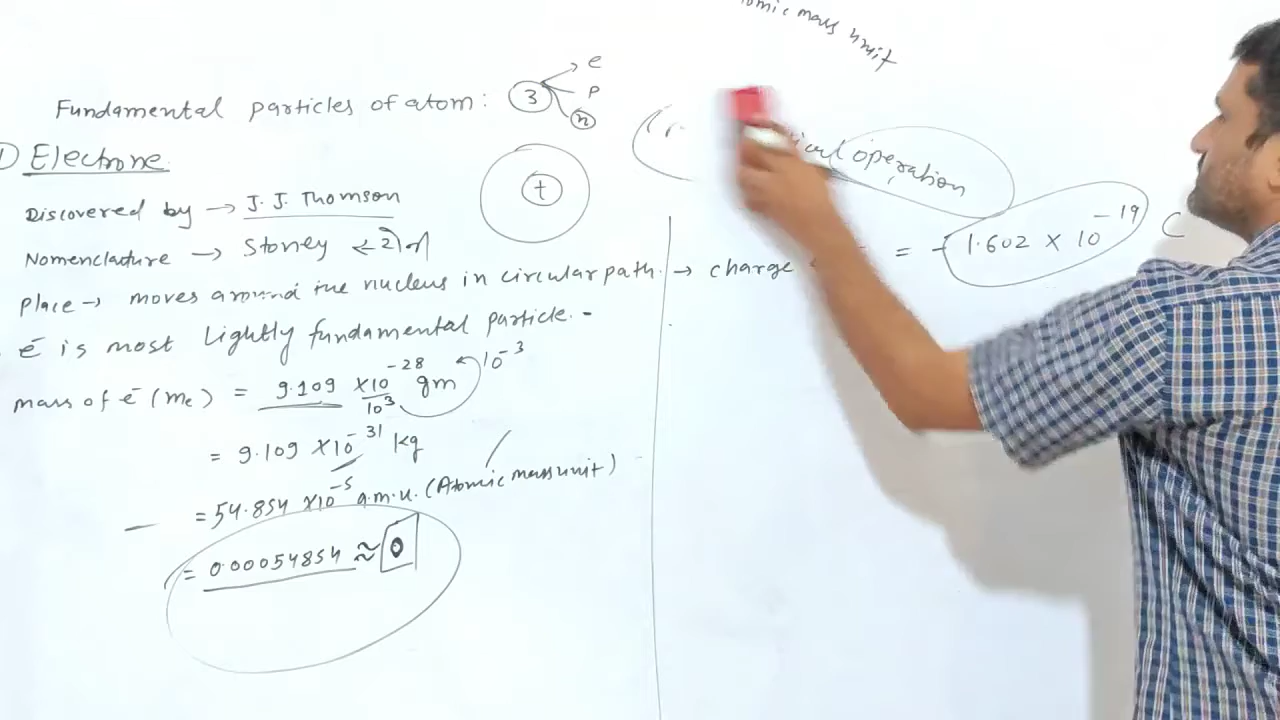 omic mass unit
Fundamental particles of atom: 3 e
p
n
1 Electrone
Discovered by → J. J. Thomson
+
Nomenclature → Stoney
Place → moves around the nucleus in circular path.
e⁻ is most lightly fundamental particle.
mass of e⁻ (me) = 9.109 ×10⁻²⁸/10³ gm 10⁻³
= 9.109 ×10⁻³¹ kg
= 54.854 ×10⁻⁵ a.m.u. (Atomic mass unit)
= 0.00054854 ≈ 0
ical operation
→ charge = - 1.602 × 10⁻¹⁹ C